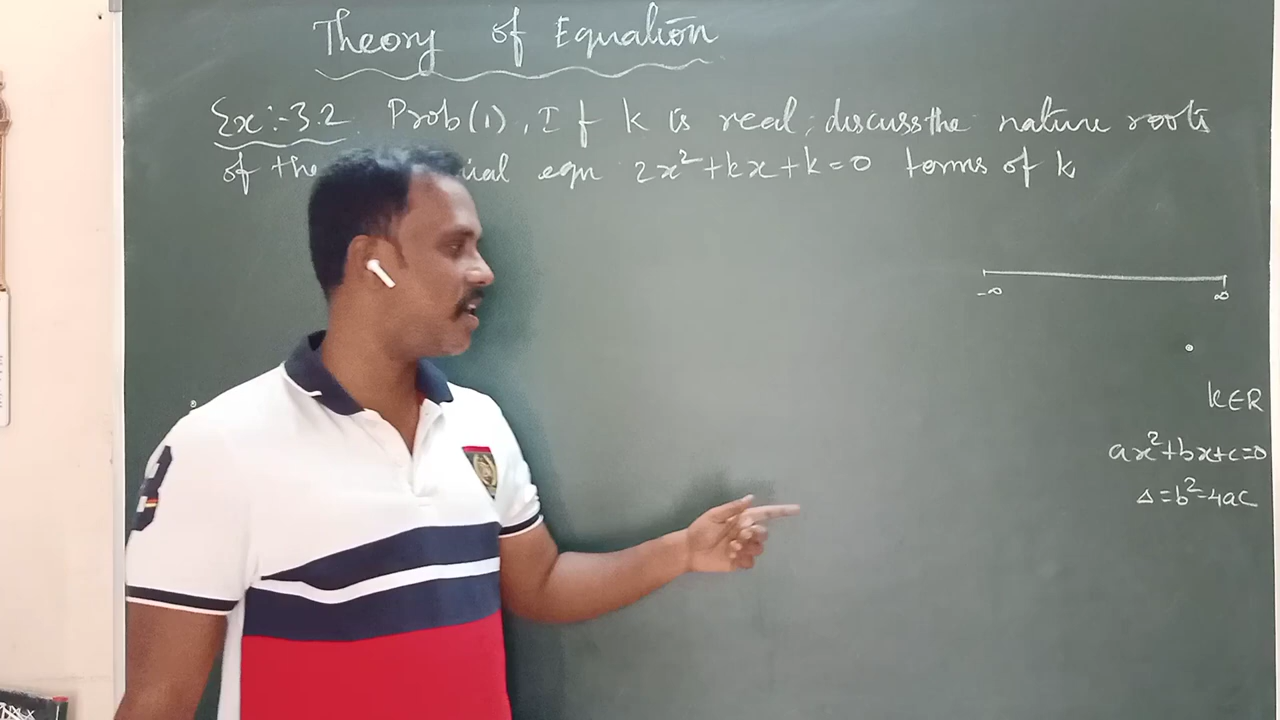 Theory of Equation
Ex:-3.2 Prob(1), If k is real, discuss the nature roots
of the eqn 2x²+kx+k=0 terms of k
-∞ ∞
k∈R
ax²+bx+c=0
Δ=b²-4ac